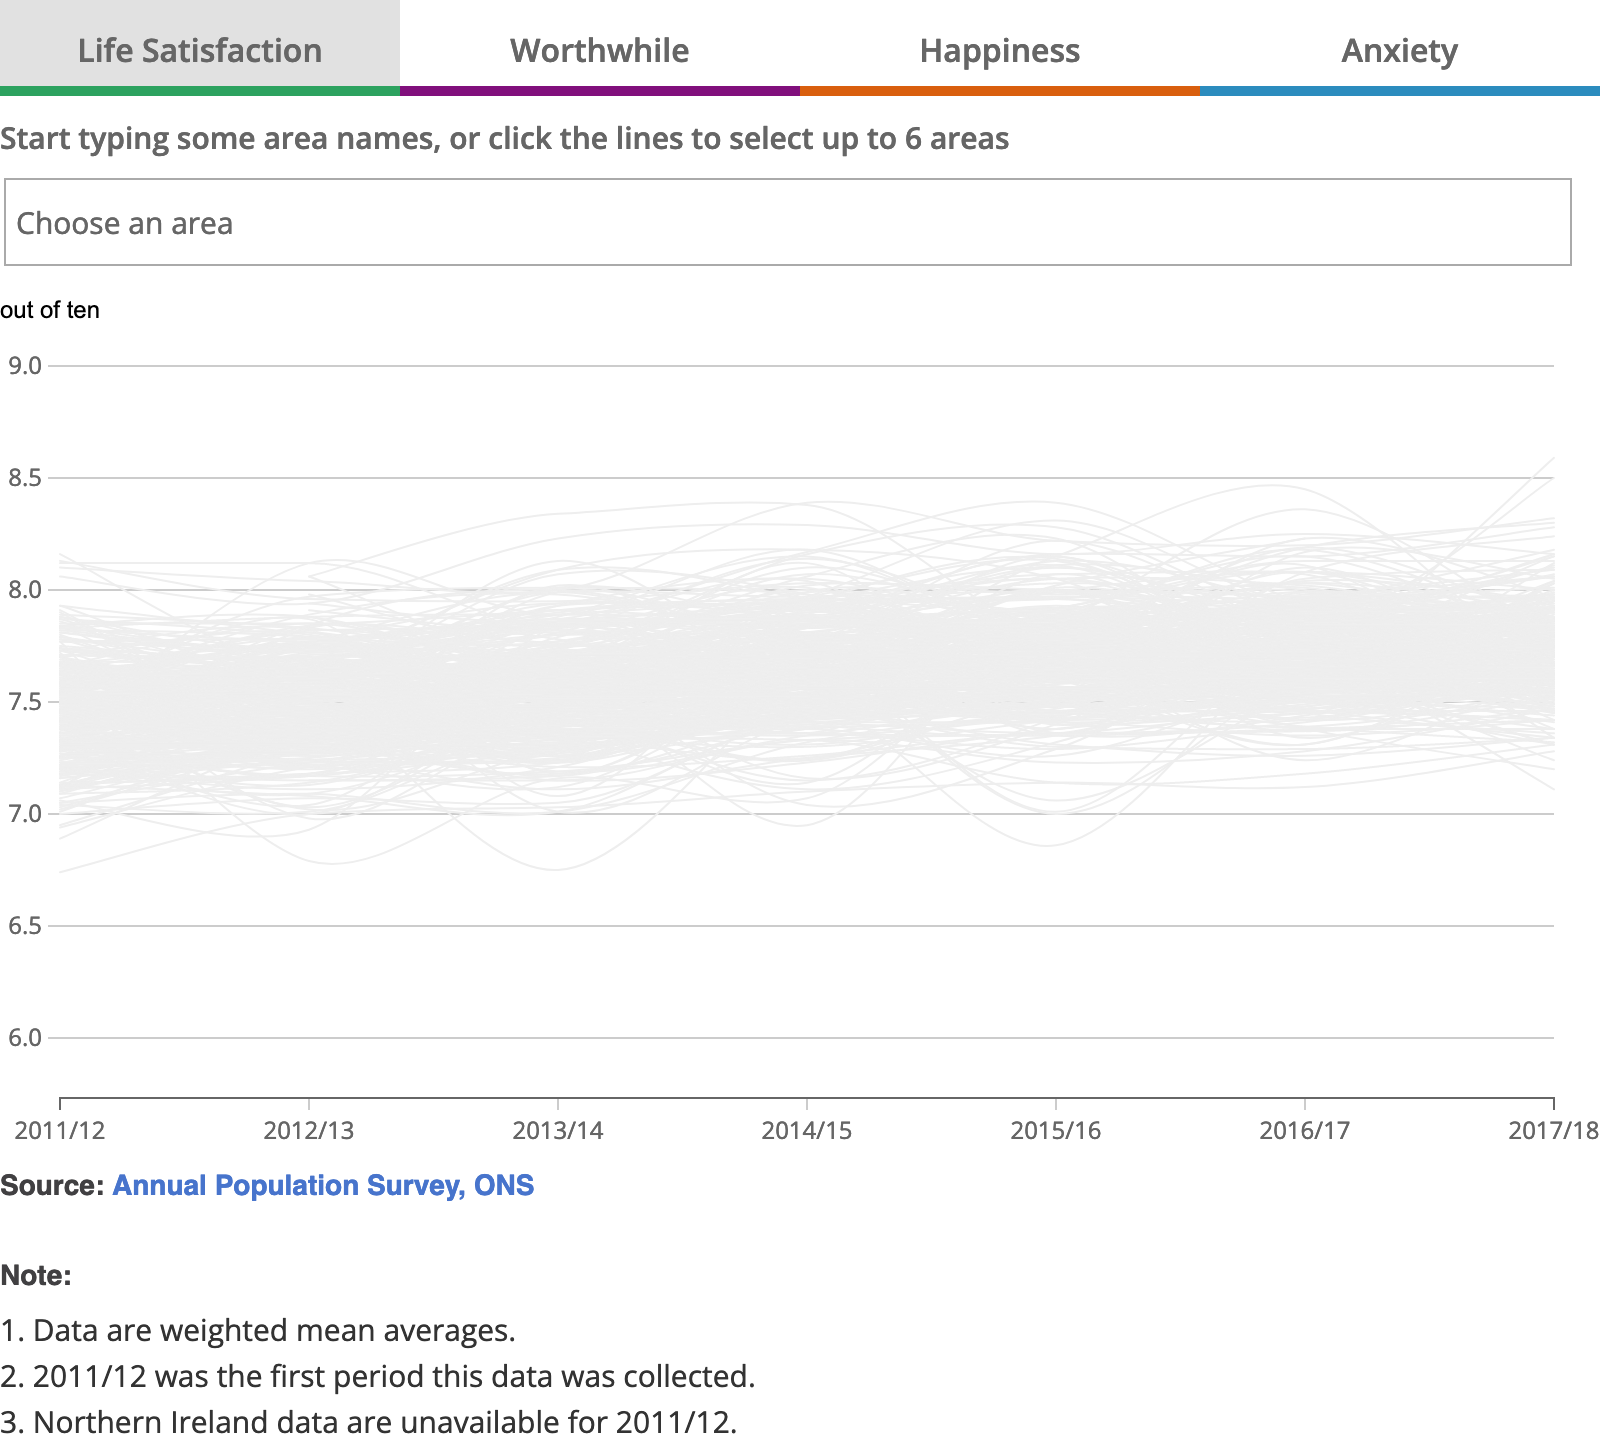 Life Satisfaction Worthwhile Happiness Anxiety
Start typing some area names, or click the lines to select up to 6 areas
Choose an area
out of ten
9.0
8.5
8.0
7.5
7.0
6.5
6.0
2011/12 2012/13 2013/14 2014/15 2015/16 2016/17 2017/18
Source: Annual Population Survey, ONS
Note:
1. Data are weighted mean averages.
2. 2011/12 was the first period this data was collected.
3. Northern Ireland data are unavailable for 2011/12.